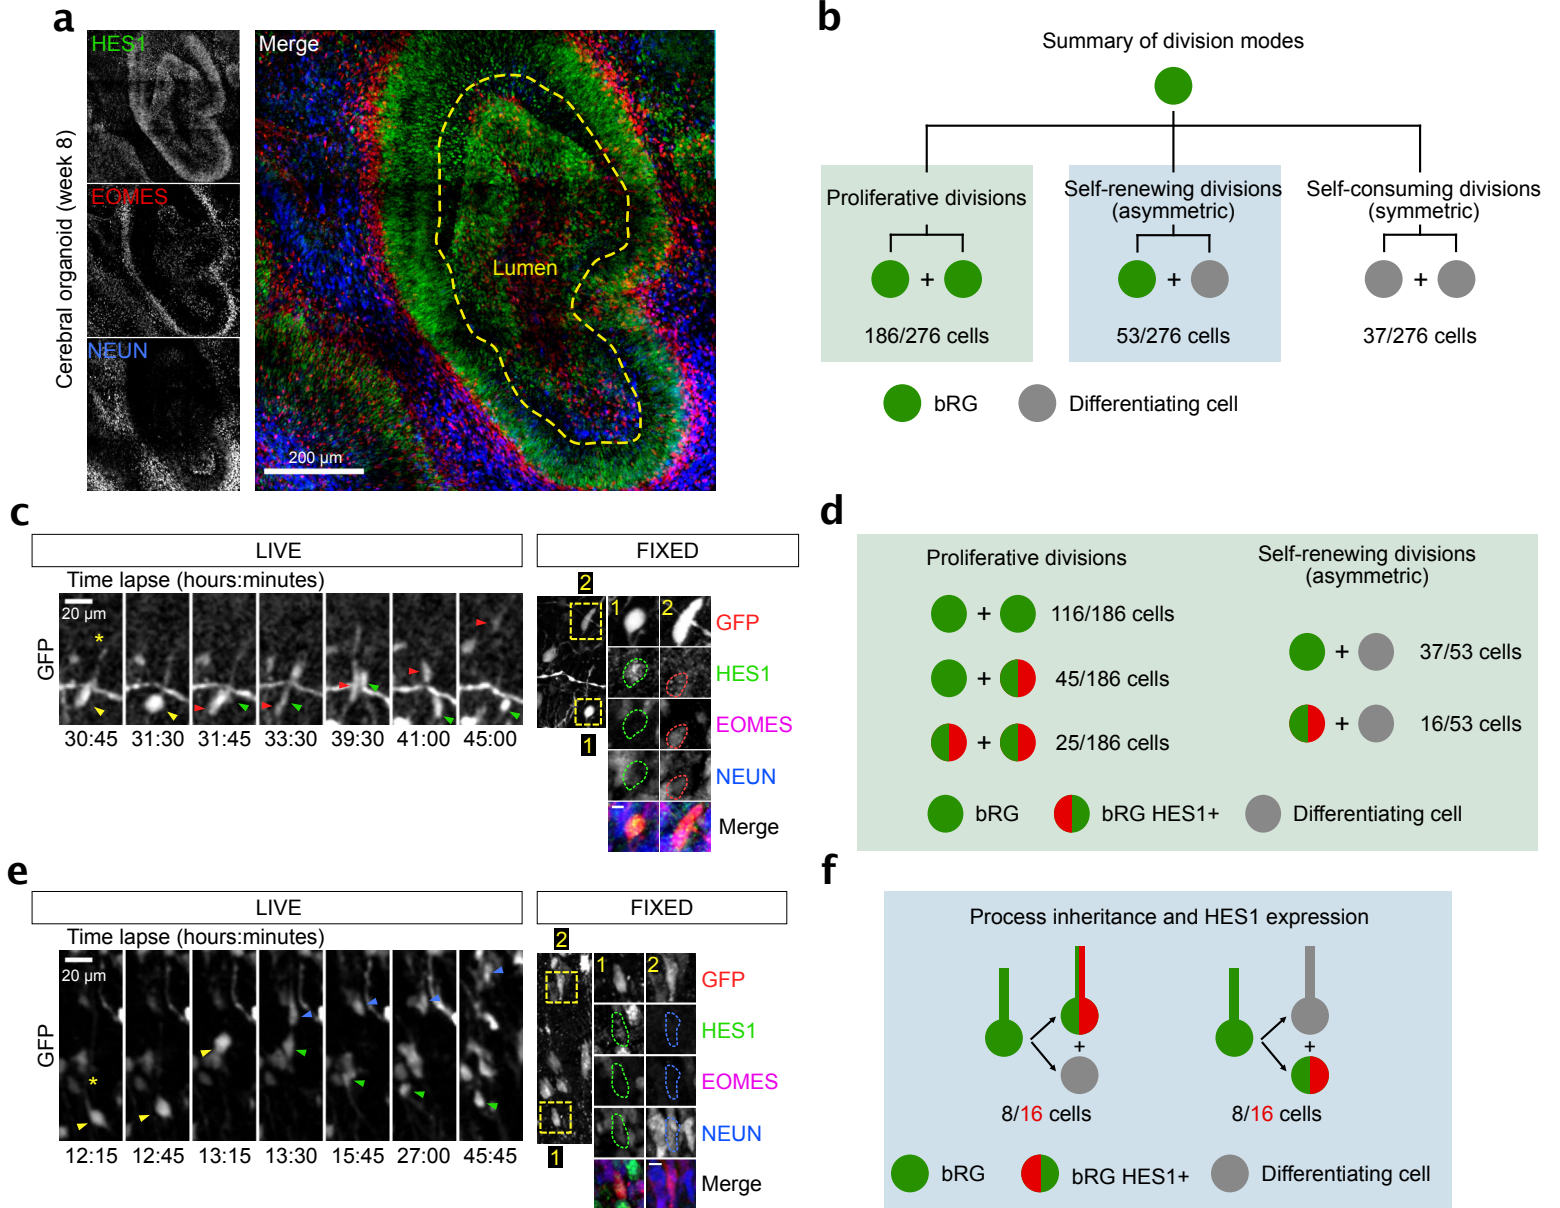 a
Cerebral organoid (week 8)
HES1
EOMES
NEUN
Merge
Lumen
200 µm
b
Summary of division modes
Proliferative divisions
+
186/276 cells
Self-renewing divisions
(asymmetric)
+
53/276 cells
Self-consuming divisions
(symmetric)
+
37/276 cells
bRG
Differentiating cell
c
LIVE
Time lapse (hours:minutes)
20 µm
*
GFP
30:45
31:30
31:45
33:30
39:30
41:00
45:00
FIXED
2
1
1
2
GFP
HES1
EOMES
NEUN
Merge
d
Proliferative divisions
+ 116/186 cells
+ 45/186 cells
+ 25/186 cells
Self-renewing divisions
(asymmetric)
+ 37/53 cells
+ 16/53 cells
bRG
bRG HES1+
Differentiating cell
e
LIVE
Time lapse (hours:minutes)
20 µm
*
GFP
12:15
12:45
13:15
13:30
15:45
27:00
45:45
FIXED
2
1
1
2
GFP
HES1
EOMES
NEUN
Merge
f
Process inheritance and HES1 expression
+
8/16 cells
+
8/16 cells
bRG
bRG HES1+
Differentiating cell